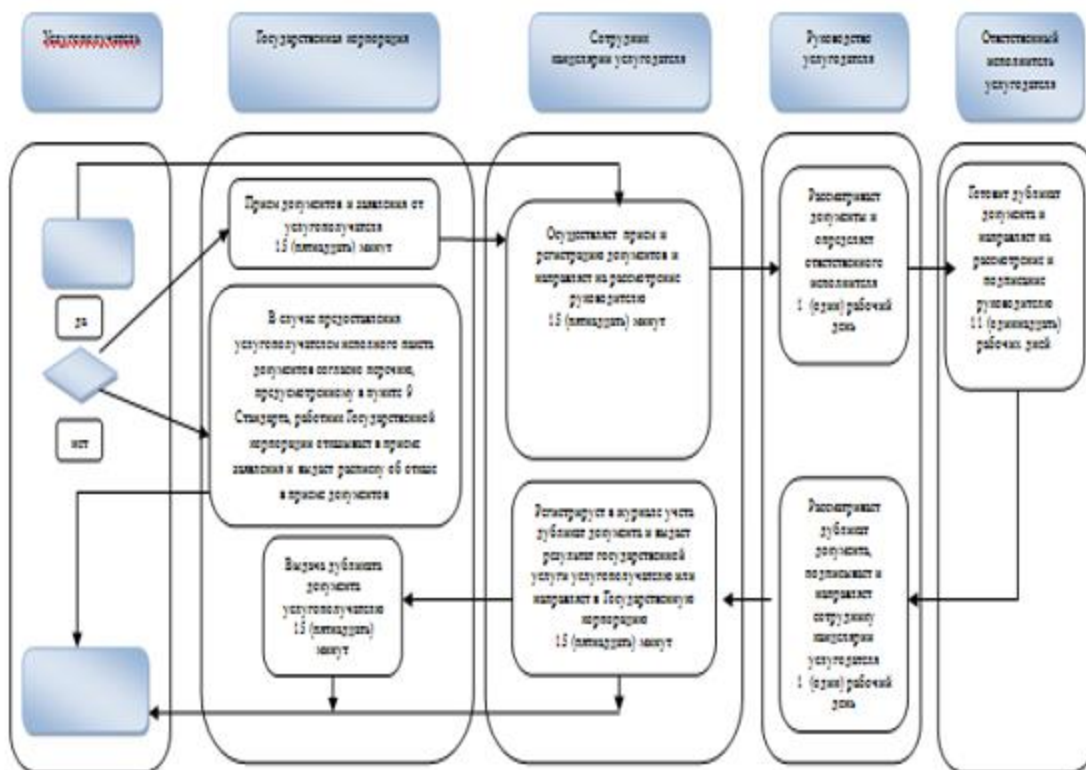 Услугополучатель
Государственная корпорация
Сотрудник
канцелярии услугодателя
Руководство
услугодателя
Ответственный
исполнитель
услугодателя
Прием документов и заявления от
услугополучателя
15 (пятнадцать) минут
да
нет
В случае предоставления
услугополучателем неполного пакета
документов согласно перечню,
предусмотренному в пункте 9
Стандарта, работник Государственной
корпорации отказывает в приеме
заявления и выдает расписку об отказе
в приеме документов
Выдача дубликата
документа
услугополучателю
15 (пятнадцать)
минут
Осуществляет прием и
регистрацию документов и
направляет на рассмотрение
руководителю
15 (пятнадцать) минут
Регистрирует в журнале учета
дубликат документа и выдает
результат государственной
услуги услугополучателю или
направляет в Государственную
корпорацию
15 (пятнадцать) минут
Рассматривает
документы и
определяет
ответственного
исполнителя
1 (один) рабочий
день
Рассматривает
дубликат
документа,
подписывает и
направляет
сотруднику
канцелярии
услугодателя
1 (один) рабочий
день
Готовит дубликат
документа и
направляет на
рассмотрение и
подписание
руководителю
11 (одиннадцать)
рабочих дней